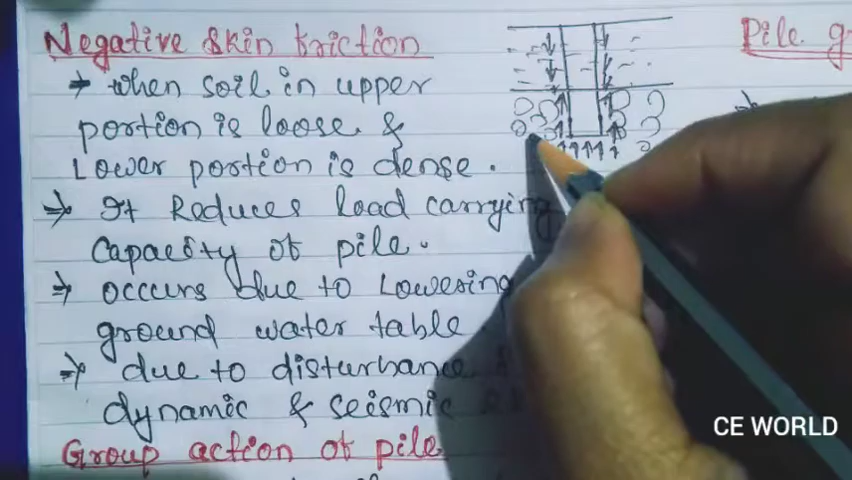 Negative Skin friction
Pile g
→ when soil in upper
portion is loose &
Lower portion is dense.
⇒ It Reduces load carrying
Capacity of pile.
⇒ occurs due to Lowering
ground water table
⇒ due to disturbance
dynamic & seismic
Group action of pile
CE WORLD